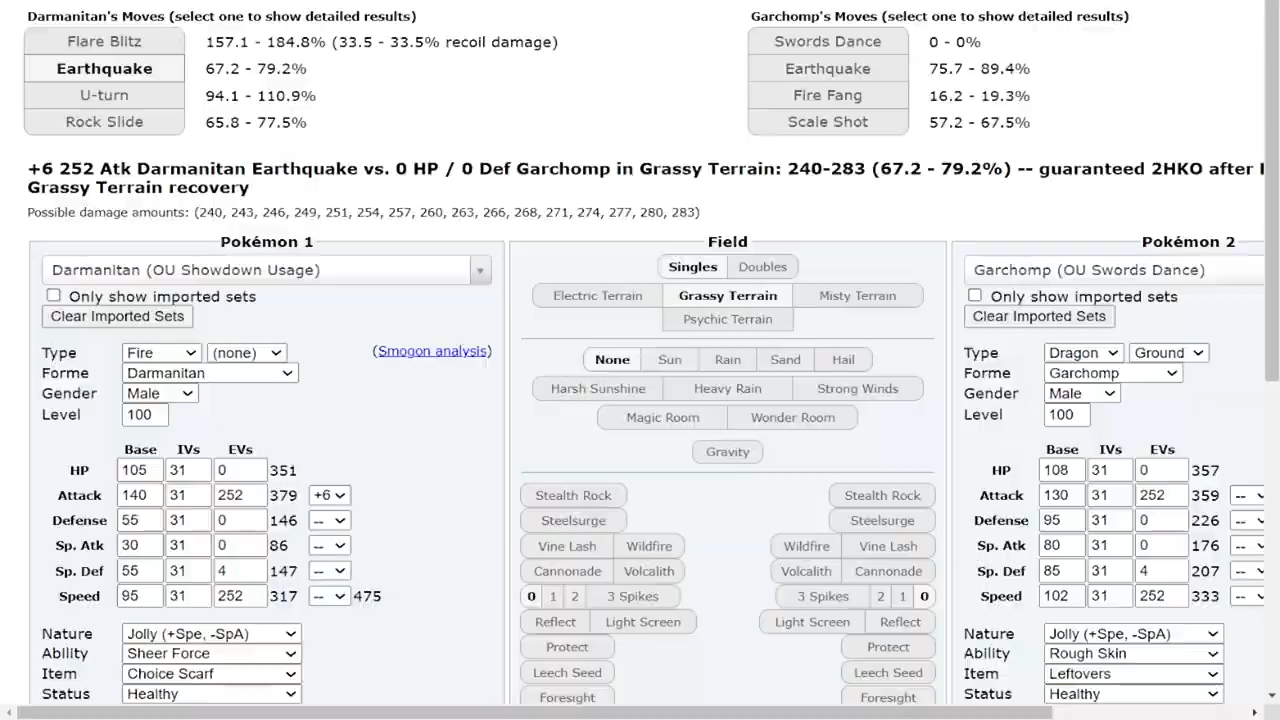 Darmanitan's Moves (select one to show detailed results)
Flare Blitz 157.1 - 184.8% (33.5 - 33.5% recoil damage)
Earthquake 67.2 - 79.2%
U-turn 94.1 - 110.9%
Rock Slide 65.8 - 77.5%
Garchomp's Moves (select one to show detailed results)
Swords Dance 0 - 0%
Earthquake 75.7 - 89.4%
Fire Fang 16.2 - 19.3%
Scale Shot 57.2 - 67.5%
+6 252 Atk Darmanitan Earthquake vs. 0 HP / 0 Def Garchomp in Grassy Terrain: 240-283 (67.2 - 79.2%) -- guaranteed 2HKO after
Grassy Terrain recovery
Possible damage amounts: (240, 243, 246, 249, 251, 254, 257, 260, 263, 266, 268, 271, 274, 277, 280, 283)
Pokémon 1
Darmanitan (OU Showdown Usage)
Only show imported sets
Clear Imported Sets
(Smogon analysis)
Type Fire (none)
Forme Darmanitan
Gender Male
Level 100
Base IVs EVs
HP 105 31 0 351
Attack 140 31 252 379 +6
Defense 55 31 0 146 --
Sp. Atk 30 31 0 86 --
Sp. Def 55 31 4 147 --
Speed 95 31 252 317 -- 475
Nature Jolly (+Spe, -SpA)
Ability Sheer Force
Item Choice Scarf
Status Healthy
Field
Singles Doubles
Electric Terrain Grassy Terrain Misty Terrain
Psychic Terrain
None Sun Rain Sand Hail
Harsh Sunshine Heavy Rain Strong Winds
Magic Room Wonder Room
Gravity
Stealth Rock Stealth Rock
Steelsurge Steelsurge
Vine Lash Wildfire Wildfire Vine Lash
Cannonade Volcalith Volcalith Cannonade
0 1 2 3 Spikes 3 Spikes 2 1 0
Reflect Light Screen Light Screen Reflect
Protect Protect
Leech Seed Leech Seed
Foresight Foresight
Pokémon 2
Garchomp (OU Swords Dance)
Only show imported sets
Clear Imported Sets
Type Dragon Ground
Forme Garchomp
Gender Male
Level 100
Base IVs EVs
HP 108 31 0 357
Attack 130 31 252 359 --
Defense 95 31 0 226 --
Sp. Atk 80 31 0 176 --
Sp. Def 85 31 4 207 --
Speed 102 31 252 333 --
Nature Jolly (+Spe, -SpA)
Ability Rough Skin
Item Leftovers
Status Healthy